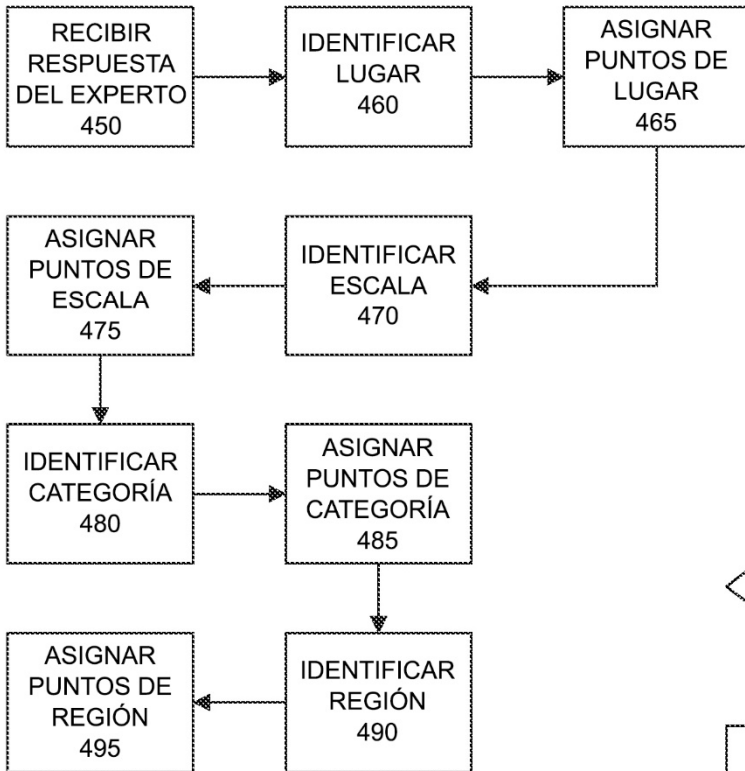 RECIBIR
RESPUESTA
DEL EXPERTO
450
IDENTIFICAR
LUGAR
460
ASIGNAR
PUNTOS DE
LUGAR
465
IDENTIFICAR
ESCALA
470
ASIGNAR
PUNTOS DE
ESCALA
475
IDENTIFICAR
CATEGORÍA
480
ASIGNAR
PUNTOS DE
CATEGORÍA
485
IDENTIFICAR
REGIÓN
490
ASIGNAR
PUNTOS DE
REGIÓN
495